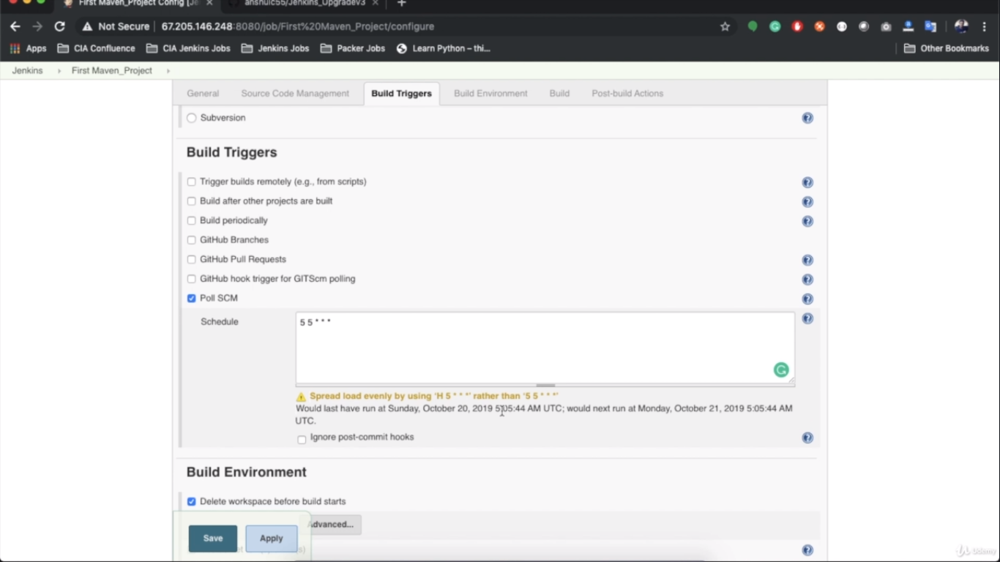 First Maven_Project Config [Je
anshulc55/Jenkins_Upgradev3
Not Secure
67.205.146.248:8080/job/First%20Maven_Project/configure
Apps
CIA Confluence
CIA Jenkins Jobs
Jenkins Jobs
Packer Jobs
Learn Python – thi...
Other Bookmarks
Jenkins
First Maven_Project
General
Source Code Management
Build Triggers
Build Environment
Build
Post-build Actions
Subversion
Build Triggers
Trigger builds remotely (e.g., from scripts)
Build after other projects are built
Build periodically
GitHub Branches
GitHub Pull Requests
GitHub hook trigger for GITScm polling
Poll SCM
Schedule
5 5 * * *
Spread load evenly by using 'H 5 * * *' rather than '5 5 * * *'
Would last have run at Sunday, October 20, 2019 5:05:44 AM UTC; would next run at Monday, October 21, 2019 5:05:44 AM
UTC.
Ignore post-commit hooks
Build Environment
Delete workspace before build starts
Advanced...
Save
Apply
Udemy